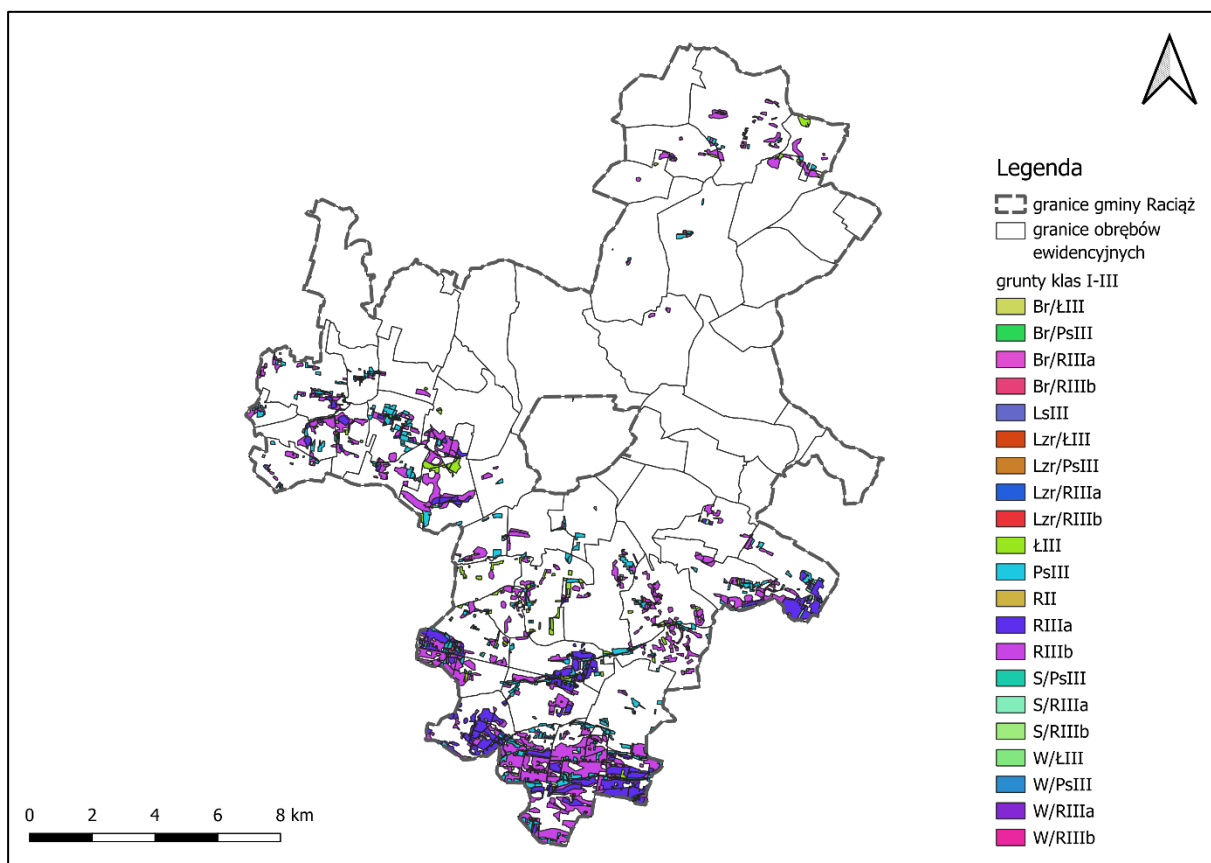 Legenda
granice gminy Raciąż
granice obrębów
ewidencyjnych
grunty klas I-III
Br/ŁIII
Br/PsIII
Br/RIIIa
Br/RIIIb
LsIII
Lzr/ŁIII
Lzr/PsIII
Lzr/RIIIa
Lzr/RIIIb
ŁIII
PsIII
RII
RIIIa
RIIIb
S/PsIII
S/RIIIa
S/RIIIb
W/ŁIII
W/PsIII
W/RIIIa
W/RIIIb
0 2 4 6 8 km